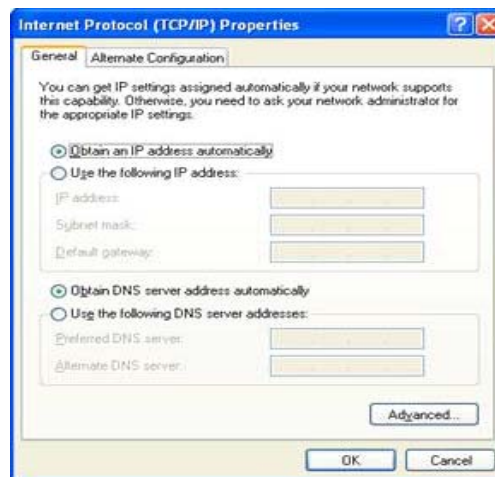 Internet Protocol (TCP/IP) Properties
General Alternate Configuration
You can get IP settings assigned automatically if your network supports
this capability. Otherwise, you need to ask your network administrator for
the appropriate IP settings.
Obtain an IP address automatically
Use the following IP address:
IP address:
Subnet mask:
Default gateway:
Obtain DNS server address automatically
Use the following DNS server addresses:
Preferred DNS server:
Alternate DNS server:
Advanced...
OK Cancel